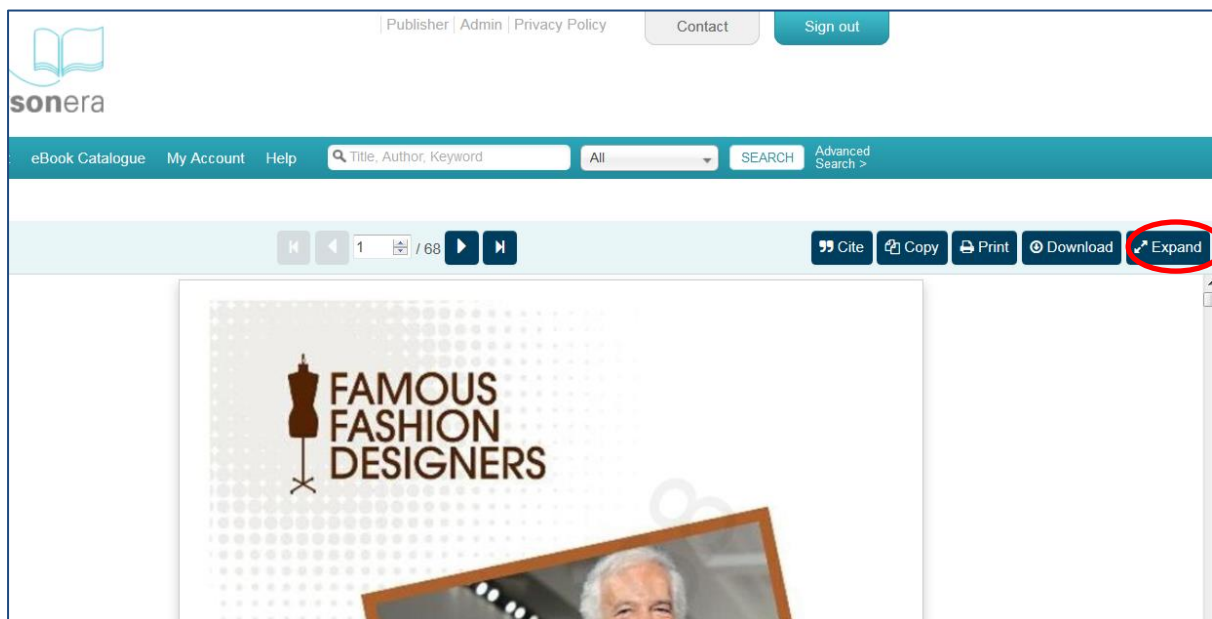 Publisher Admin Privacy Policy Contact Sign out
sonera
eBook Catalogue My Account Help Title, Author, Keyword All SEARCH Advanced
Search >
1 / 68 Cite Copy Print Download Expand
FAMOUS
FASHION
DESIGNERS